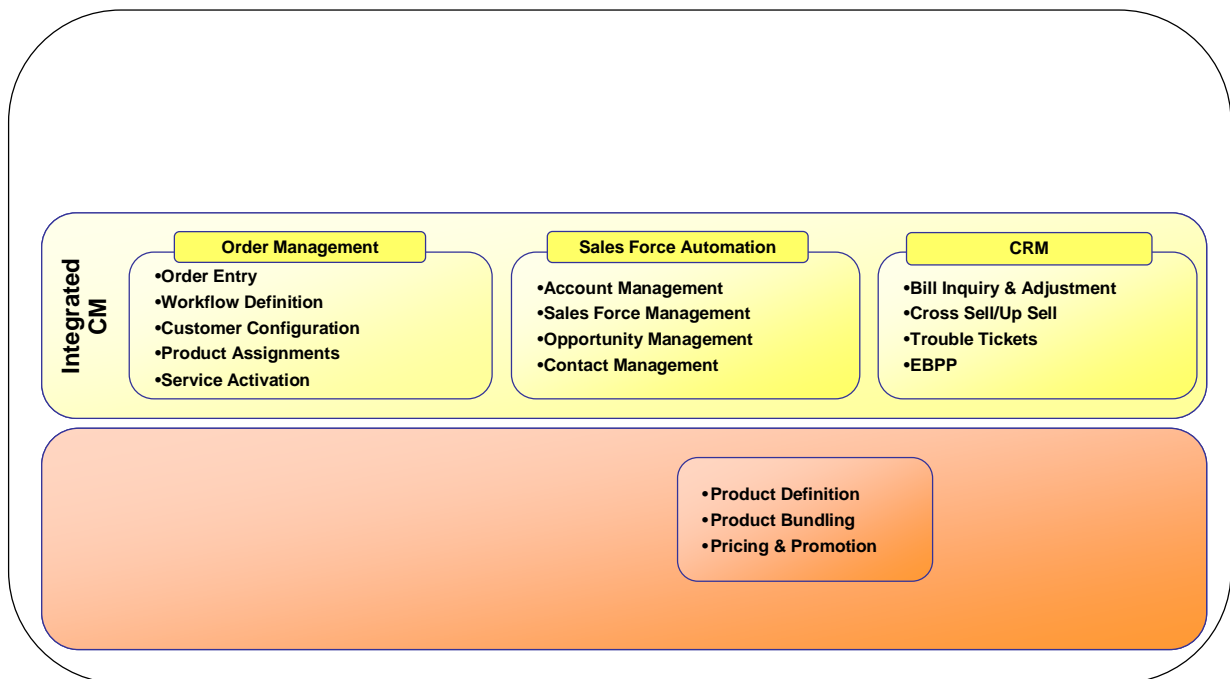 Integrated
CM
Order Management
•Order Entry
•Workflow Definition
•Customer Configuration
•Product Assignments
•Service Activation
Sales Force Automation
•Account Management
•Sales Force Management
•Opportunity Management
•Contact Management
CRM
•Bill Inquiry & Adjustment
•Cross Sell/Up Sell
•Trouble Tickets
•EBPP
•Product Definition
•Product Bundling
•Pricing & Promotion